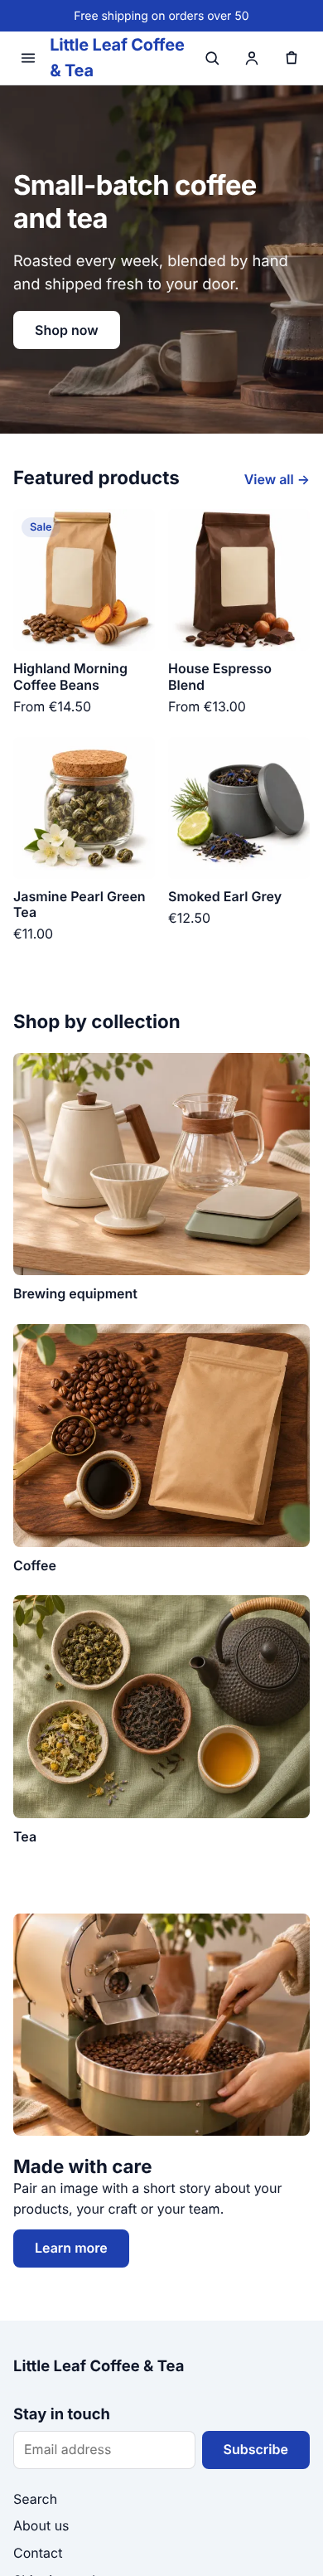 Free shipping on orders over 50
Little Leaf Coffee
& Tea
Small-batch coffee
and tea
Roasted every week, blended by hand
and shipped fresh to your door.
Shop now
Featured products
View all →
Sale
Highland Morning
Coffee Beans
From €14.50
House Espresso
Blend
From €13.00
Jasmine Pearl Green
Tea
€11.00
Smoked Earl Grey
€12.50
Shop by collection
Brewing equipment
Coffee
Tea
Made with care
Pair an image with a short story about your
products, your craft or your team.
Learn more
Little Leaf Coffee & Tea
Stay in touch
Email address
Subscribe
Search
About us
Contact